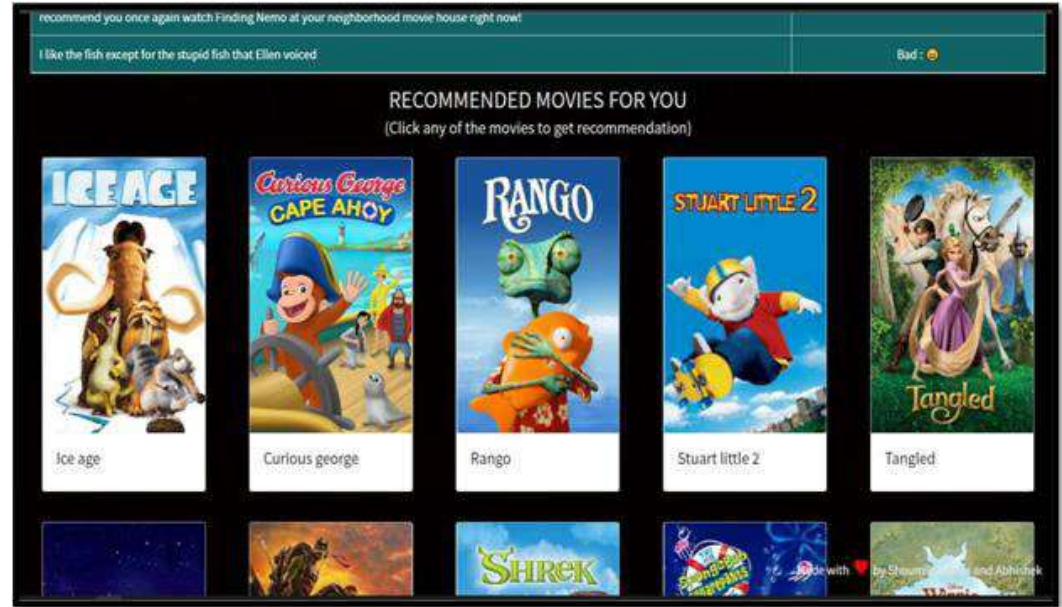 recommend you once again watch Finding Nemo at your neighborhood movie house right now!
I like the fish except for the stupid fish that Ellen voiced
Bad : 😞
RECOMMENDED MOVIES FOR YOU
(Click any of the movies to get recommendation)
ICE AGE
Curious George
CAPE AHOY
RANGO
STUART LITTLE 2
Tangled
Ice age
Curious george
Rango
Stuart little 2
Tangled
SHREK
THE
SPONGEBOB
SQUAREPANTS
Made with ❤ by
and Abhishek